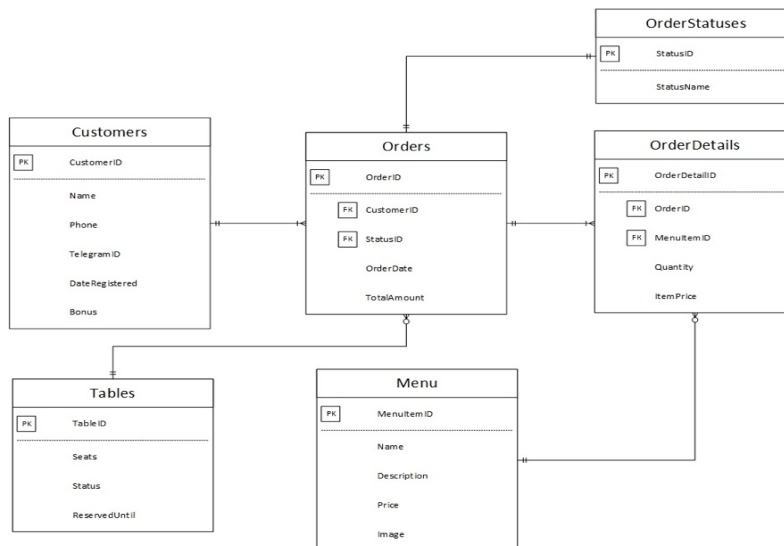 OrderStatuses
PK StatusID
StatusName
Customers
PK CustomerID
Name
Phone
TelegramID
DateRegistered
Bonus
Orders
PK OrderID
FK CustomerID
FK StatusID
OrderDate
TotalAmount
OrderDetails
PK OrderDetailID
FK OrderID
FK MenuItemID
Quantity
ItemPrice
Tables
PK TableID
Seats
Status
ReservedUntil
Menu
PK MenuItemID
Name
Description
Price
Image